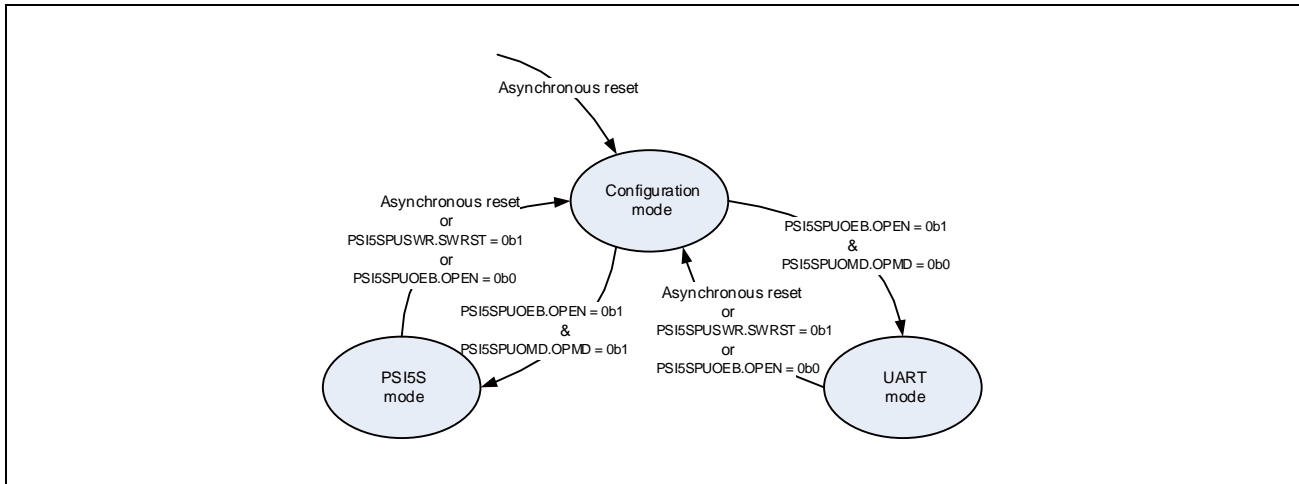 Asynchronous reset
Configuration
mode
Asynchronous reset
or
PSI5SPUSWR.SWRST = 0b1
or
PSI5SPUOEB.OPEN = 0b0
PSI5SPUOEB.OPEN = 0b1
&
PSI5SPUOMD.OPMD = 0b0
PSI5SPUOEB.OPEN = 0b1
&
PSI5SPUOMD.OPMD = 0b1
Asynchronous reset
or
PSI5SPUSWR.SWRST = 0b1
or
PSI5SPUOEB.OPEN = 0b0
PSI5S
mode
UART
mode